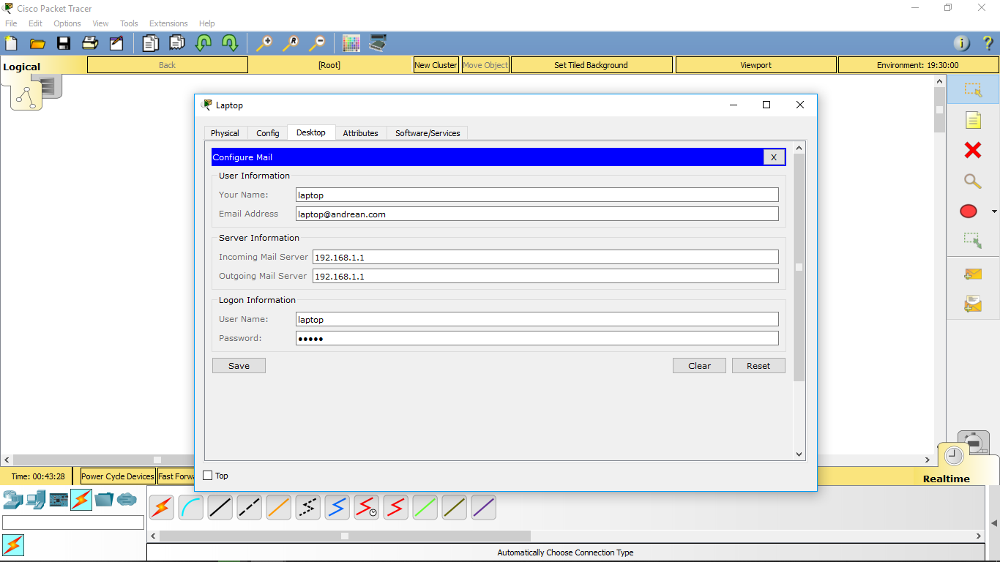 Cisco Packet Tracer
File Edit Options View Tools Extensions Help
Logical Back [Root] New Cluster Move Object Set Tiled Background Viewport Environment: 19:30:00
Laptop
Physical Config Desktop Attributes Software/Services
Configure Mail X
User Information
Your Name: laptop
Email Address laptop@andrean.com
Server Information
Incoming Mail Server 192.168.1.1
Outgoing Mail Server 192.168.1.1
Logon Information
User Name: laptop
Password: •••••
Save Clear Reset
Top
Time: 00:43:28 Power Cycle Devices Fast Forwa
Realtime
Automatically Choose Connection Type